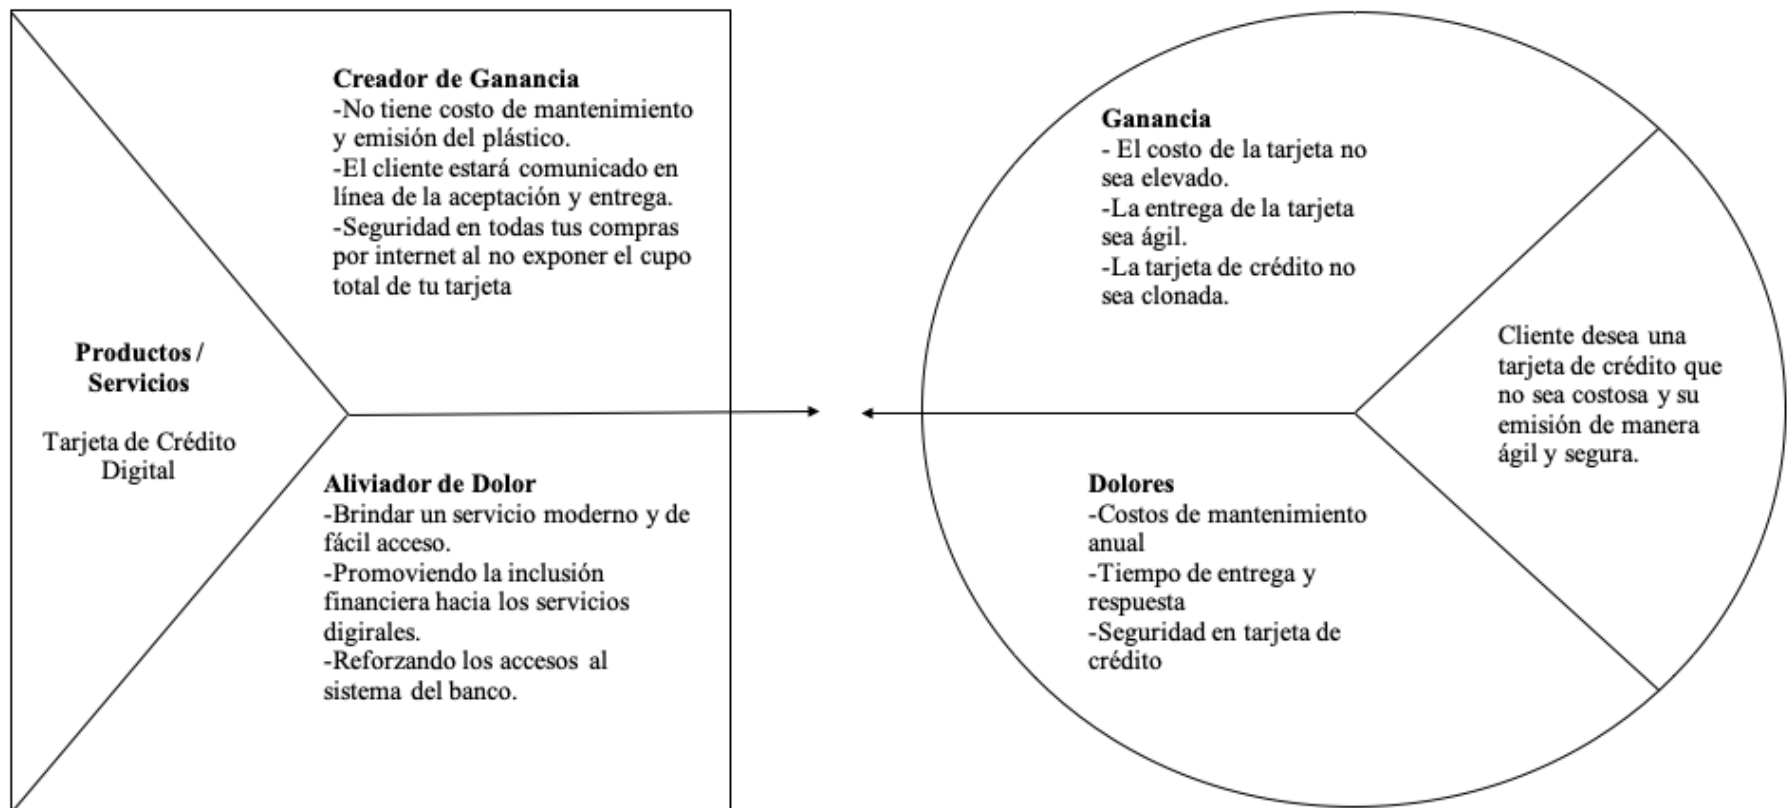 Creador de Ganancia
-No tiene costo de mantenimiento
y emisión del plástico.
-El cliente estará comunicado en
línea de la aceptación y entrega.
-Seguridad en todas tus compras
por internet al no exponer el cupo
total de tu tarjeta
Productos /
Servicios
Tarjeta de Crédito
Digital
Aliviador de Dolor
-Brindar un servicio moderno y de
fácil acceso.
-Promoviendo la inclusión
financiera hacia los servicios
digirales.
-Reforzando los accesos al
sistema del banco.
Ganancia
- El costo de la tarjeta no
sea elevado.
-La entrega de la tarjeta
sea ágil.
-La tarjeta de crédito no
sea clonada.
Cliente desea una
tarjeta de crédito que
no sea costosa y su
emisión de manera
ágil y segura.
Dolores
-Costos de mantenimiento
anual
-Tiempo de entrega y
respuesta
-Seguridad en tarjeta de
crédito